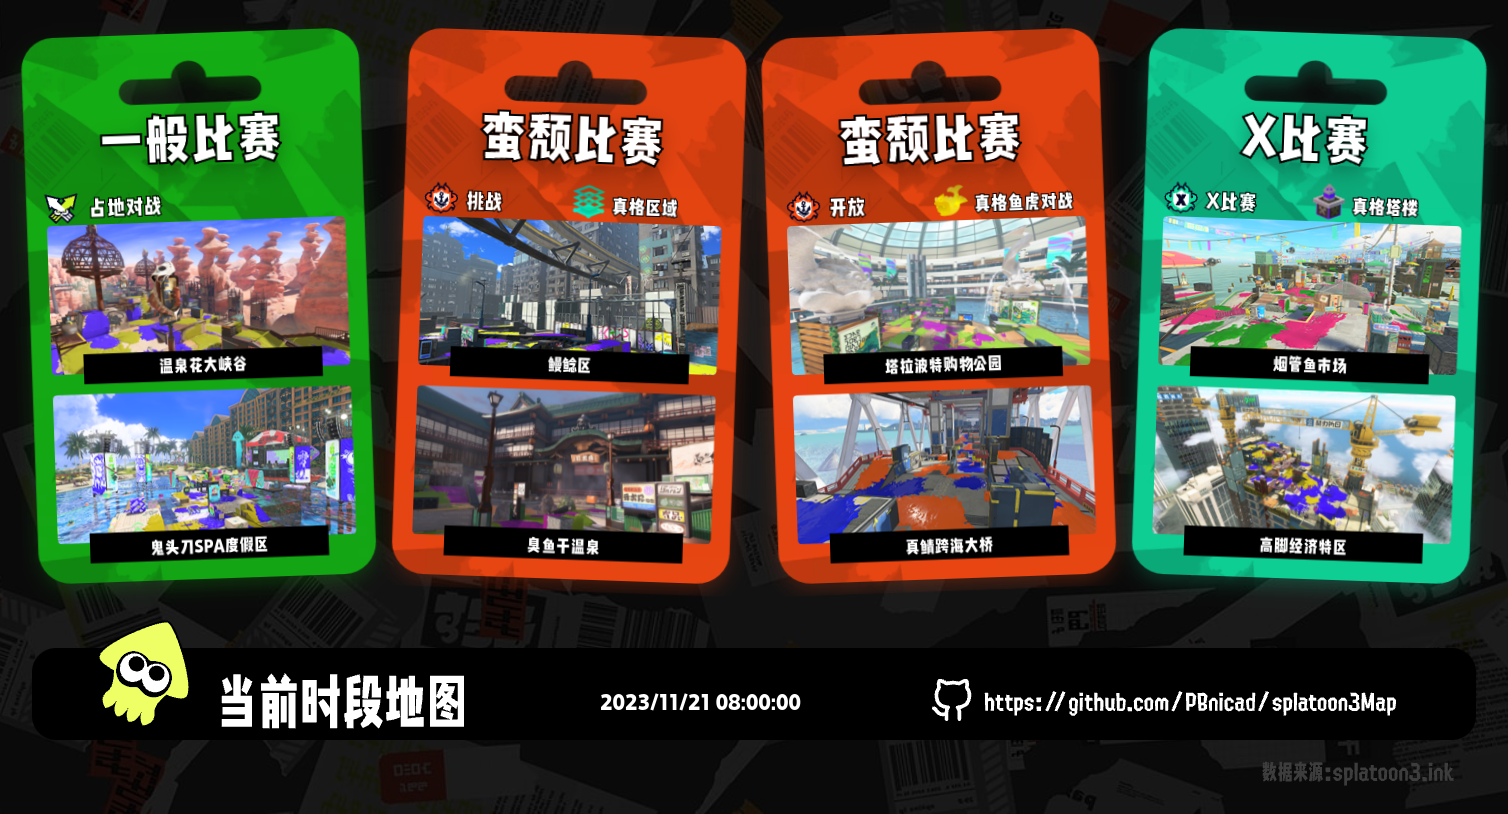 一般比赛
占地对战
温泉花大峡谷
鬼头刀SPA度假区
蛮颓比赛
挑战
真格区域
鳗鲶区
臭鱼干温泉
蛮颓比赛
开放
真格鱼虎对战
塔拉波特购物公园
真鲷跨海大桥
X比赛
X比赛
真格塔楼
烟管鱼市场
高脚经济特区
当前时段地图
2023/11/21 08:00:00
https://github.com/PBnicad/splatoon3Map
数据来源:splatoon3.ink